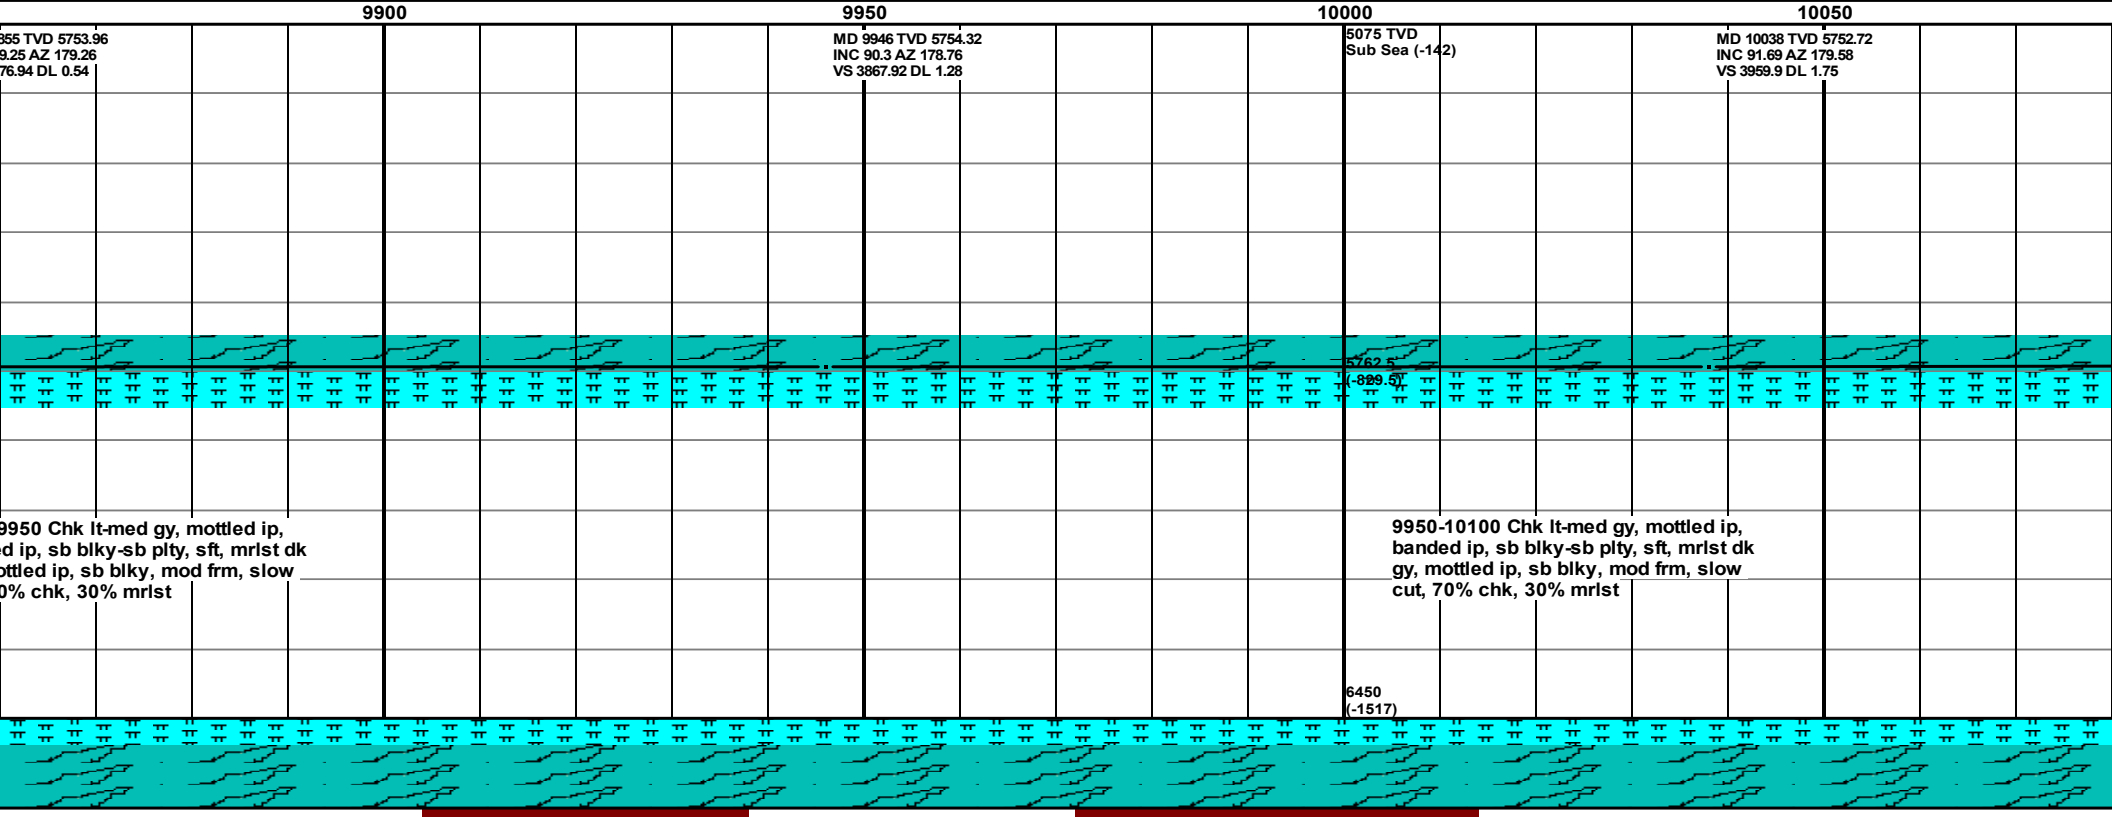 9900
9950
10000
10050
855 TVD 5753.96
9.25 AZ 179.26
76.94 DL 0.54
MD 9946 TVD 5754.32
INC 90.3 AZ 178.76
VS 3867.92 DL 1.28
5075 TVD
Sub Sea (-142)
MD 10038 TVD 5752.72
INC 91.69 AZ 179.58
VS 3959.9 DL 1.75
5762.5
(-829.5)
9950 Chk lt-med gy, mottled ip,
ed ip, sb blky-sb plty, sft, mrlst dk
ottled ip, sb blky, mod frm, slow
0% chk, 30% mrlst
9950-10100 Chk lt-med gy, mottled ip,
banded ip, sb blky-sb plty, sft, mrlst dk
gy, mottled ip, sb blky, mod frm, slow
cut, 70% chk, 30% mrlst
6450
(-1517)